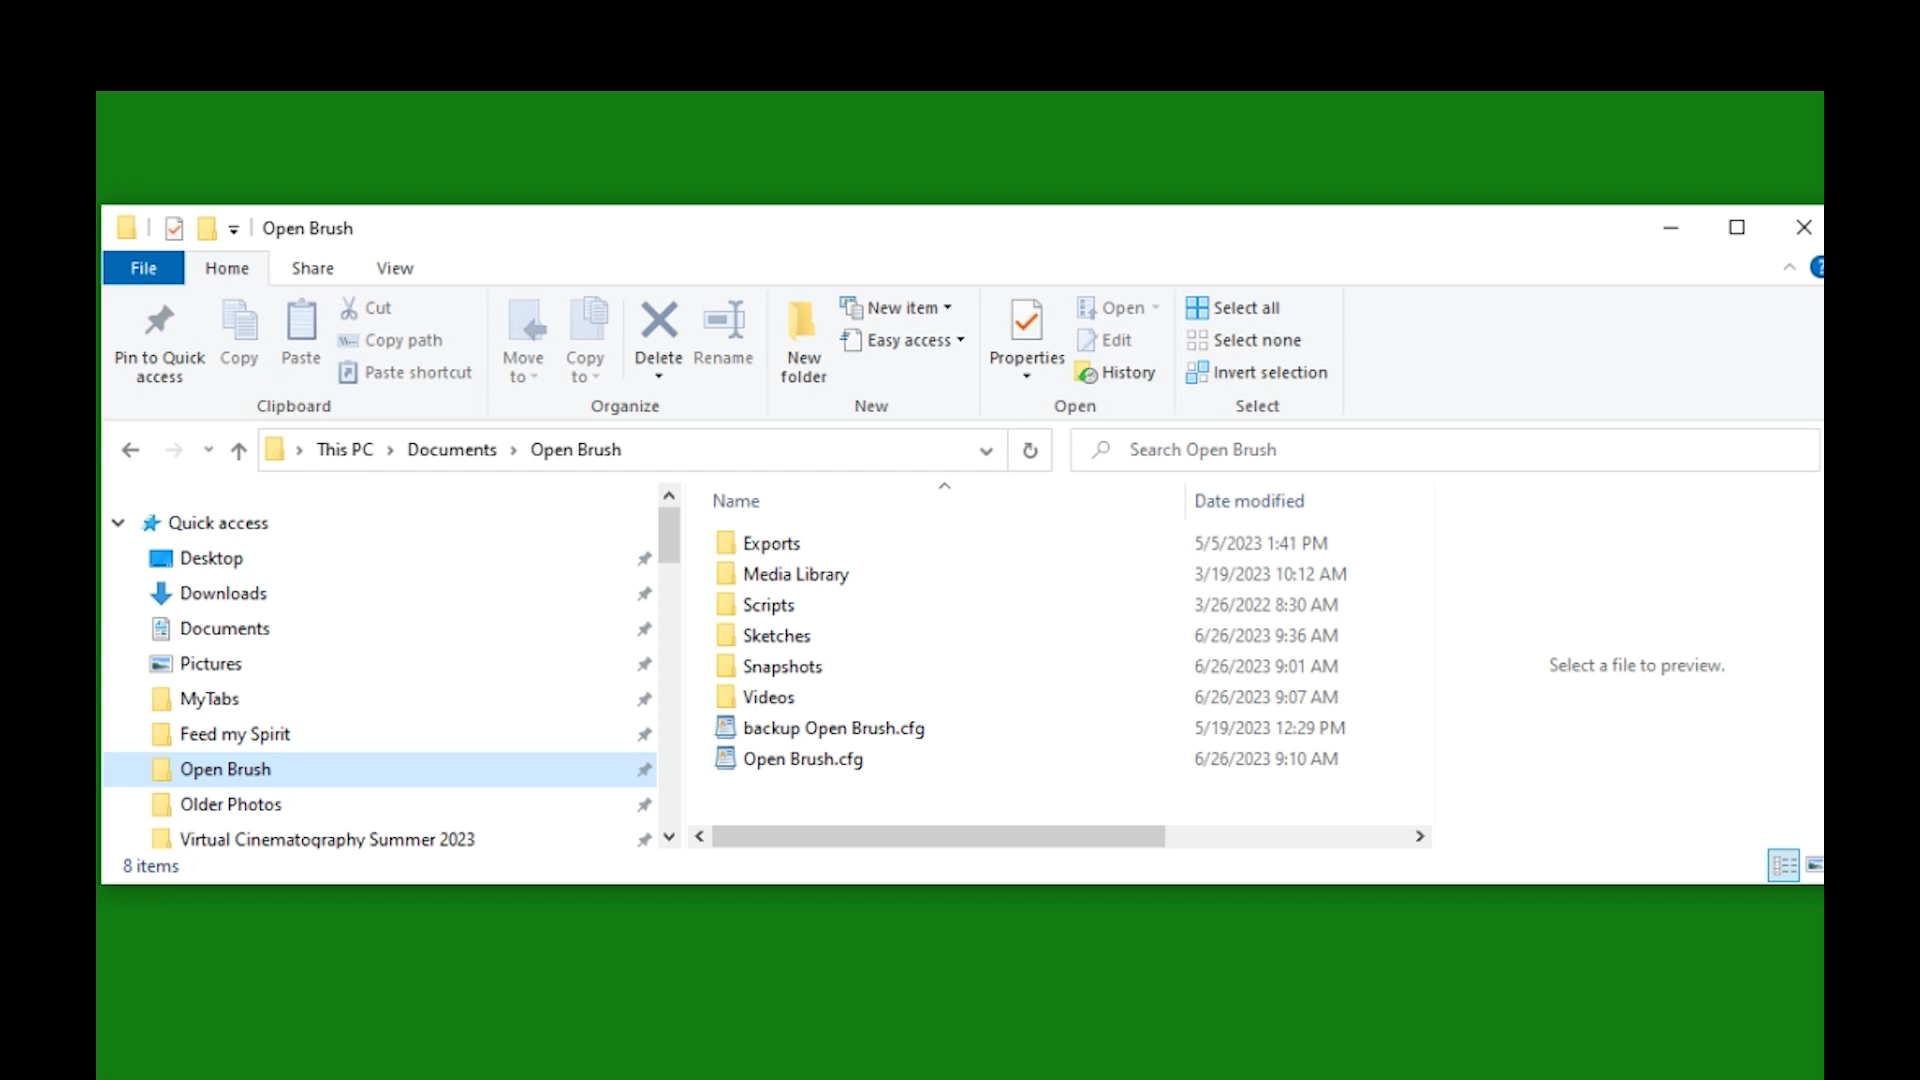 Open Brush
File Home Share View
Pin to Quick access
Copy
Paste
Cut
Copy path
Paste shortcut
Clipboard
Move to
Copy to
Delete
Rename
Organize
New folder
New item
Easy access
New
Properties
Open
Edit
History
Open
Select all
Select none
Invert selection
Select
This PC > Documents > Open Brush
Search Open Brush
Quick access
Desktop
Downloads
Documents
Pictures
MyTabs
Feed my Spirit
Open Brush
Older Photos
Virtual Cinematography Summer 2023
Name Date modified
Exports 5/5/2023 1:41 PM
Media Library 3/19/2023 10:12 AM
Scripts 3/26/2022 8:30 AM
Sketches 6/26/2023 9:36 AM
Snapshots 6/26/2023 9:01 AM
Videos 6/26/2023 9:07 AM
backup Open Brush.cfg 5/19/2023 12:29 PM
Open Brush.cfg 6/26/2023 9:10 AM
Select a file to preview.
8 items